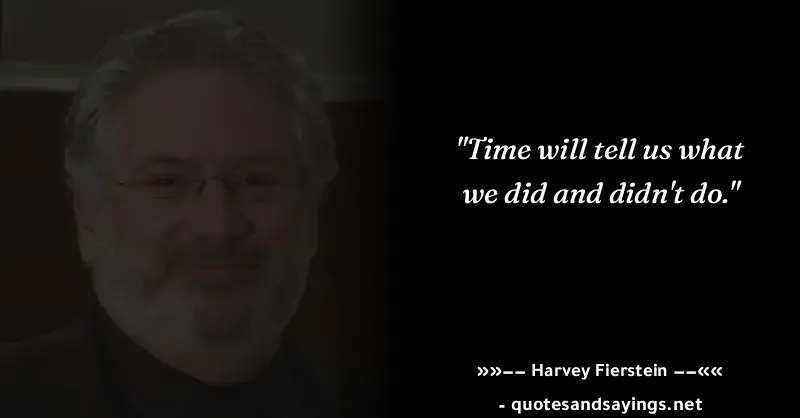 "Time will tell us what
we did and didn't do."
»»—— Harvey Fierstein ——««
- quotesandsayings.net